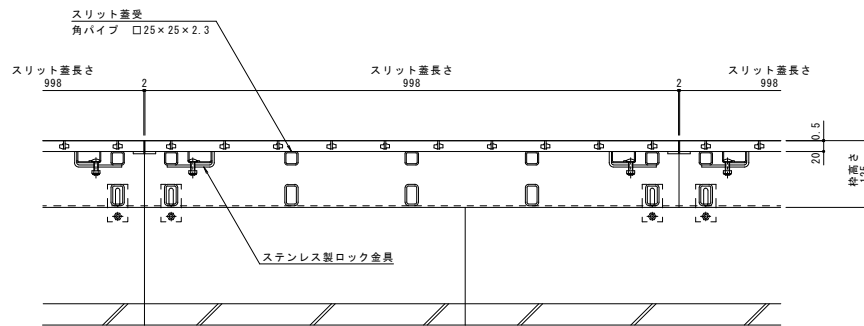 スリット蓋受
角パイプ □25×25×2.3
スリット蓋長さ
998
2
スリット蓋長さ
998
2
スリット蓋長さ
998
0.5
20
枠高さ
125
ステンレス製ロック金具